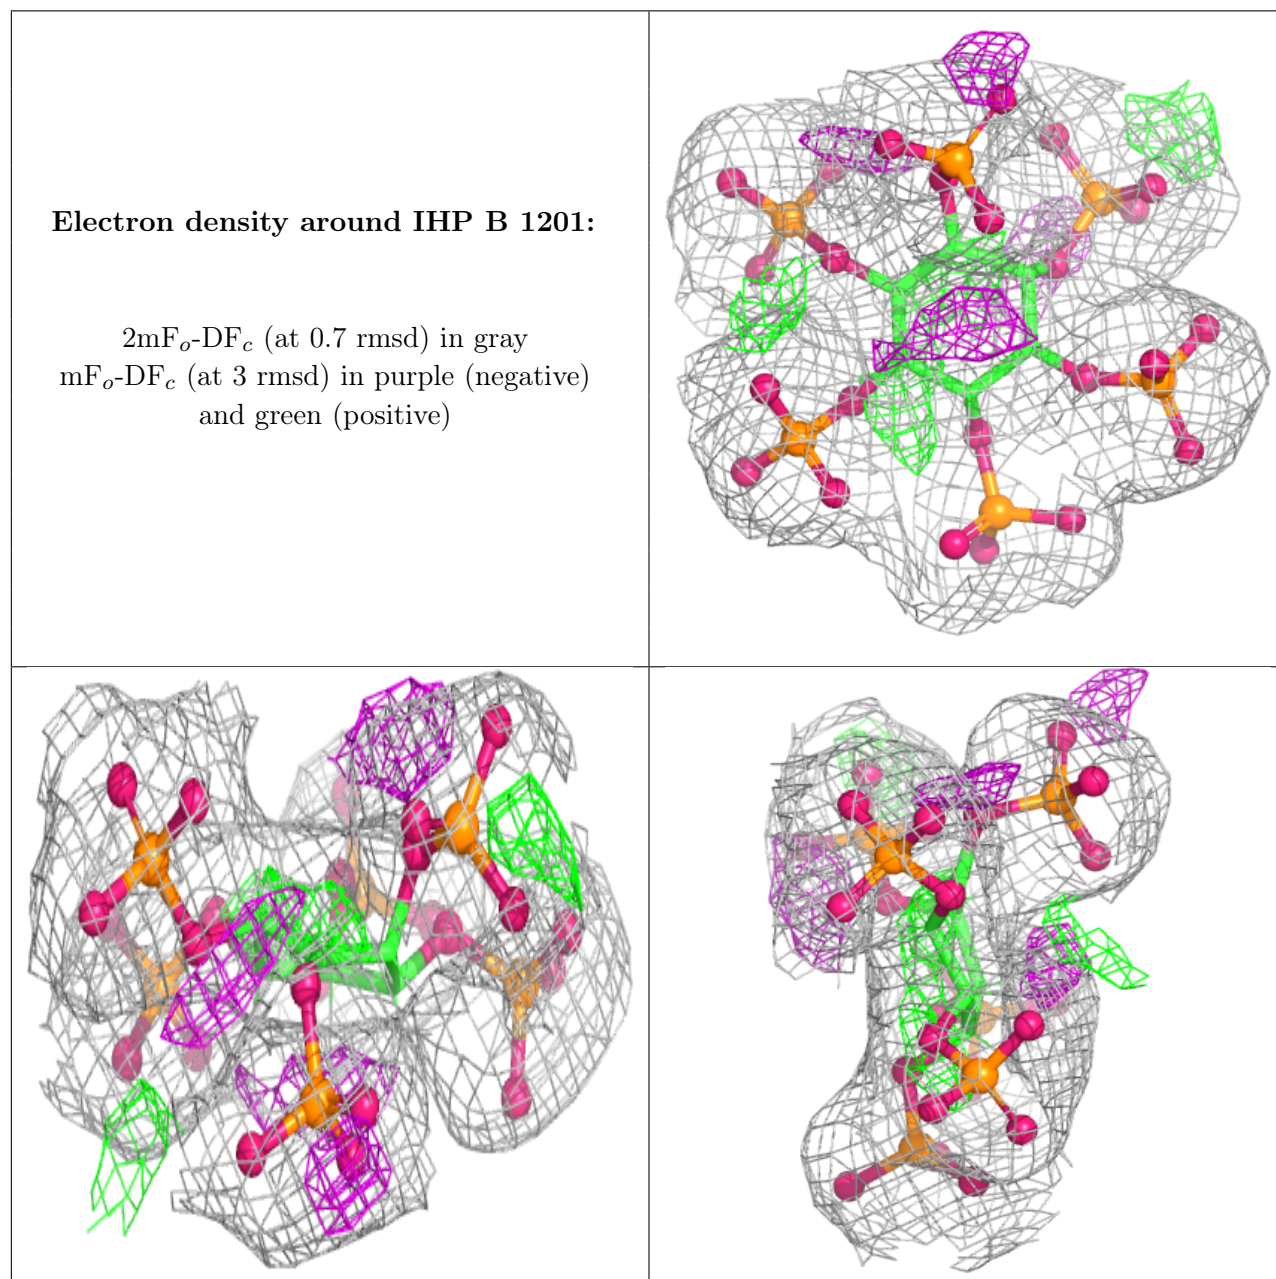 Electron density around IHP B 1201:
2mFo-DFc (at 0.7 rmsd) in gray
mFo-DFc (at 3 rmsd) in purple (negative)
and green (positive)